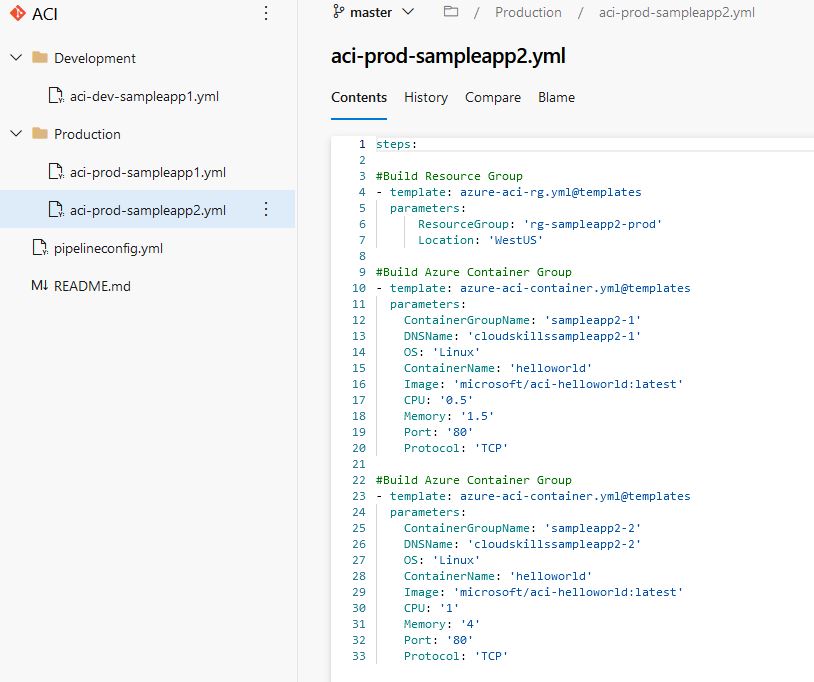 ACI
Development
aci-dev-sampleapp1.yml
Production
aci-prod-sampleapp1.yml
aci-prod-sampleapp2.yml
pipelineconfig.yml
M↓ README.md
master / Production / aci-prod-sampleapp2.yml
aci-prod-sampleapp2.yml
Contents History Compare Blame
1 steps:
2
3 #Build Resource Group
4 - template: azure-aci-rg.yml@templates
5 parameters:
6 ResourceGroup: 'rg-sampleapp2-prod'
7 Location: 'WestUS'
8
9 #Build Azure Container Group
10 - template: azure-aci-container.yml@templates
11 parameters:
12 ContainerGroupName: 'sampleapp2-1'
13 DNSName: 'cloudskillssampleapp2-1'
14 OS: 'Linux'
15 ContainerName: 'helloworld'
16 Image: 'microsoft/aci-helloworld:latest'
17 CPU: '0.5'
18 Memory: '1.5'
19 Port: '80'
20 Protocol: 'TCP'
21
22 #Build Azure Container Group
23 - template: azure-aci-container.yml@templates
24 parameters:
25 ContainerGroupName: 'sampleapp2-2'
26 DNSName: 'cloudskillssampleapp2-2'
27 OS: 'Linux'
28 ContainerName: 'helloworld'
29 Image: 'microsoft/aci-helloworld:latest'
30 CPU: '1'
31 Memory: '4'
32 Port: '80'
33 Protocol: 'TCP'